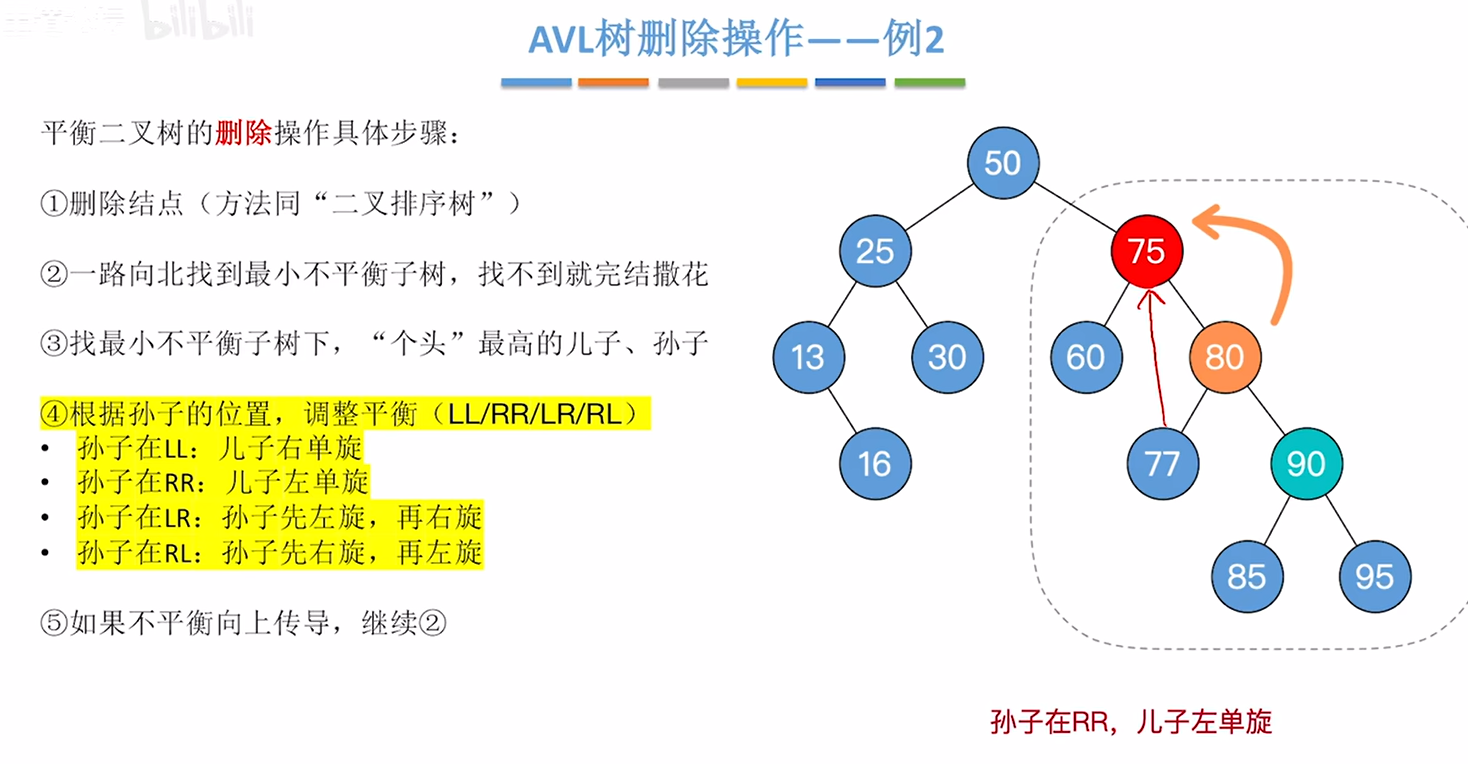 bilibili
AVL树删除操作——例2
平衡二叉树的删除操作具体步骤：
①删除结点（方法同“二叉排序树”）
②一路向北找到最小不平衡子树，找不到就完结撒花
③找最小不平衡子树下，“个头”最高的儿子、孙子
④根据孙子的位置，调整平衡（LL/RR/LR/RL）
• 孙子在LL：儿子右单旋
• 孙子在RR：儿子左单旋
• 孙子在LR：孙子先左旋，再右旋
• 孙子在RL：孙子先右旋，再左旋
⑤如果不平衡向上传导，继续②
50
25
75
13
30
60
80
16
77
90
85
95
孙子在RR，儿子左单旋